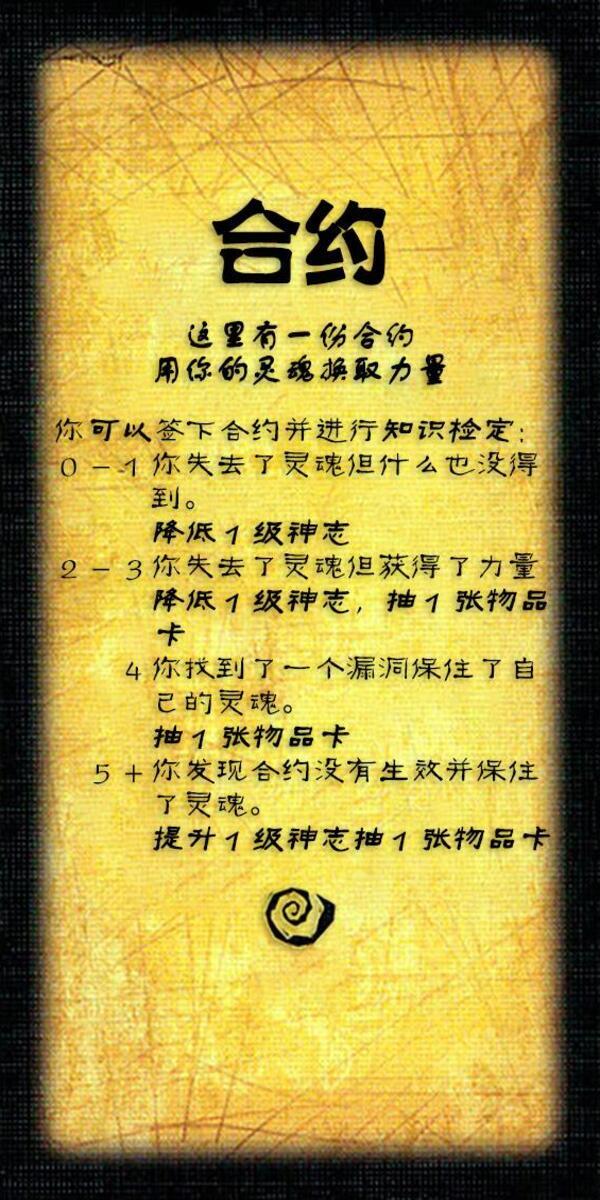 合约
这里有一份合约
用你的灵魂换取力量
你可以签下合约并进行知识检定：
0-1你失去了灵魂但什么也没得
到。
降低1级神志
2-3你失去了灵魂但获得了力量
降低1级神志，抽1张物品
卡
4你找到了一个漏洞保住了自
己的灵魂。
抽1张物品卡
5+你发现合约没有生效并保住
了灵魂。
提升1级神志抽1张物品卡